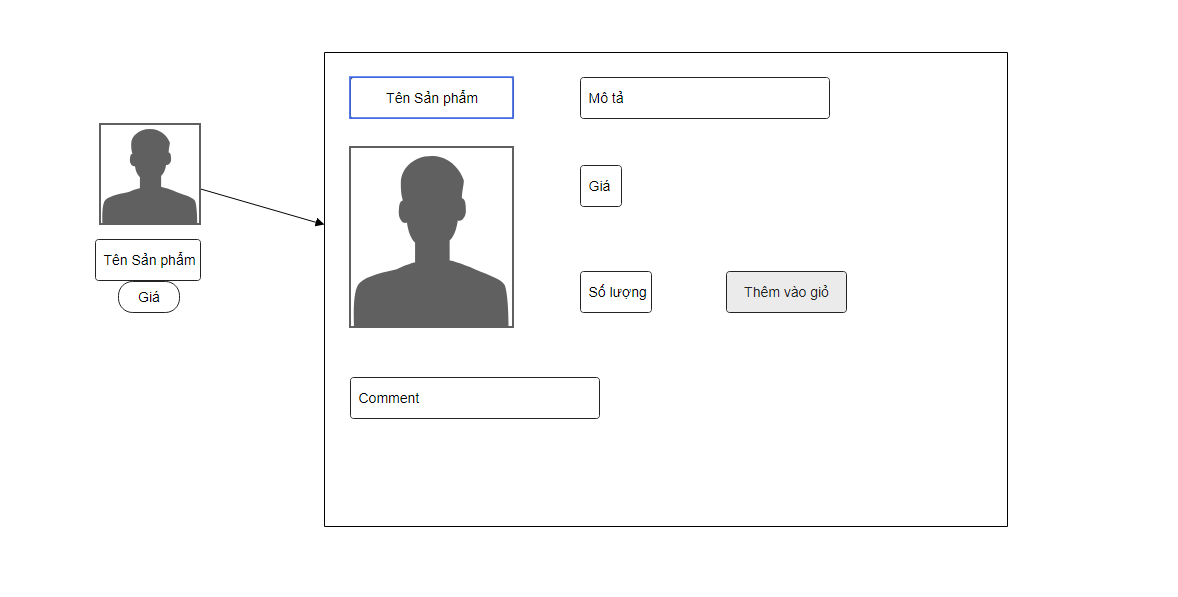 Tên Sản phẩm
Giá
Tên Sản phẩm
Mô tả
Giá
Số lượng
Thêm vào giỏ
Comment